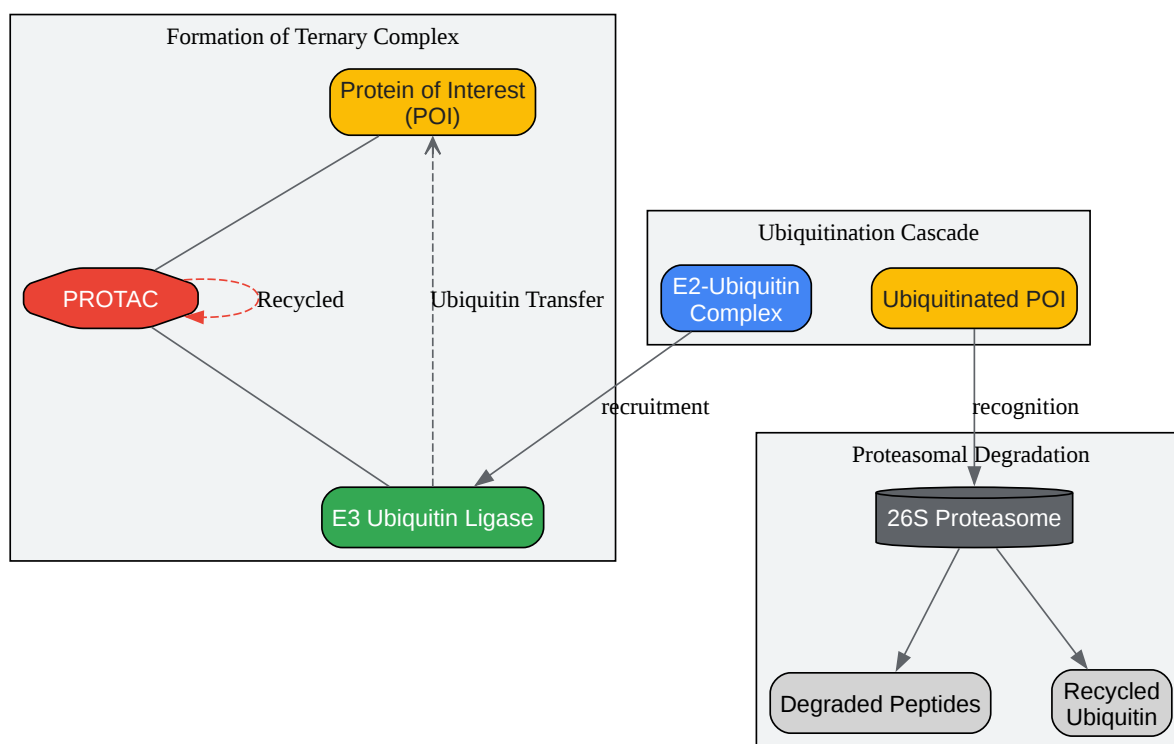 Formation of Ternary Complex
Protein of Interest
(POI)
PROTAC
Recycled
Ubiquitin Transfer
E3 Ubiquitin Ligase
Ubiquitination Cascade
E2-Ubiquitin
Complex
Ubiquitinated POI
recruitment
recognition
Proteasomal Degradation
26S Proteasome
Degraded Peptides
Recycled
Ubiquitin